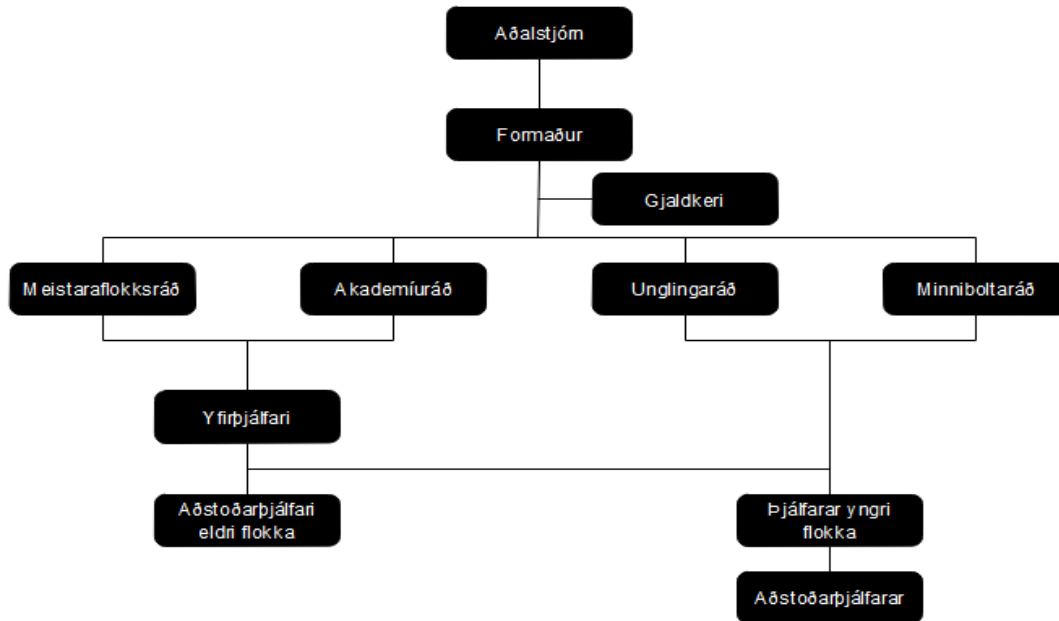 Aðalstjórn
Formaður
Gjaldkeri
Meistaraflokksráð
Akademíuráð
Unglingaráð
Minniboltaráð
Yfirþjálfari
Aðstoðarþjálfari
eldri flokka
Þjálfarar yngri
flokka
Aðstoðarþjálfarar